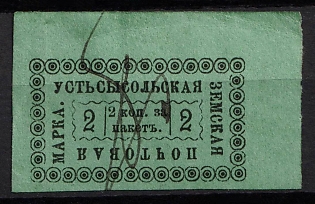 УСТЬСЫСОЛЬСКАЯ
ЗЕМСКАЯ
ПОЧТОВАЯ
МАРКА.
2 2 коп. за 2
пакетъ.